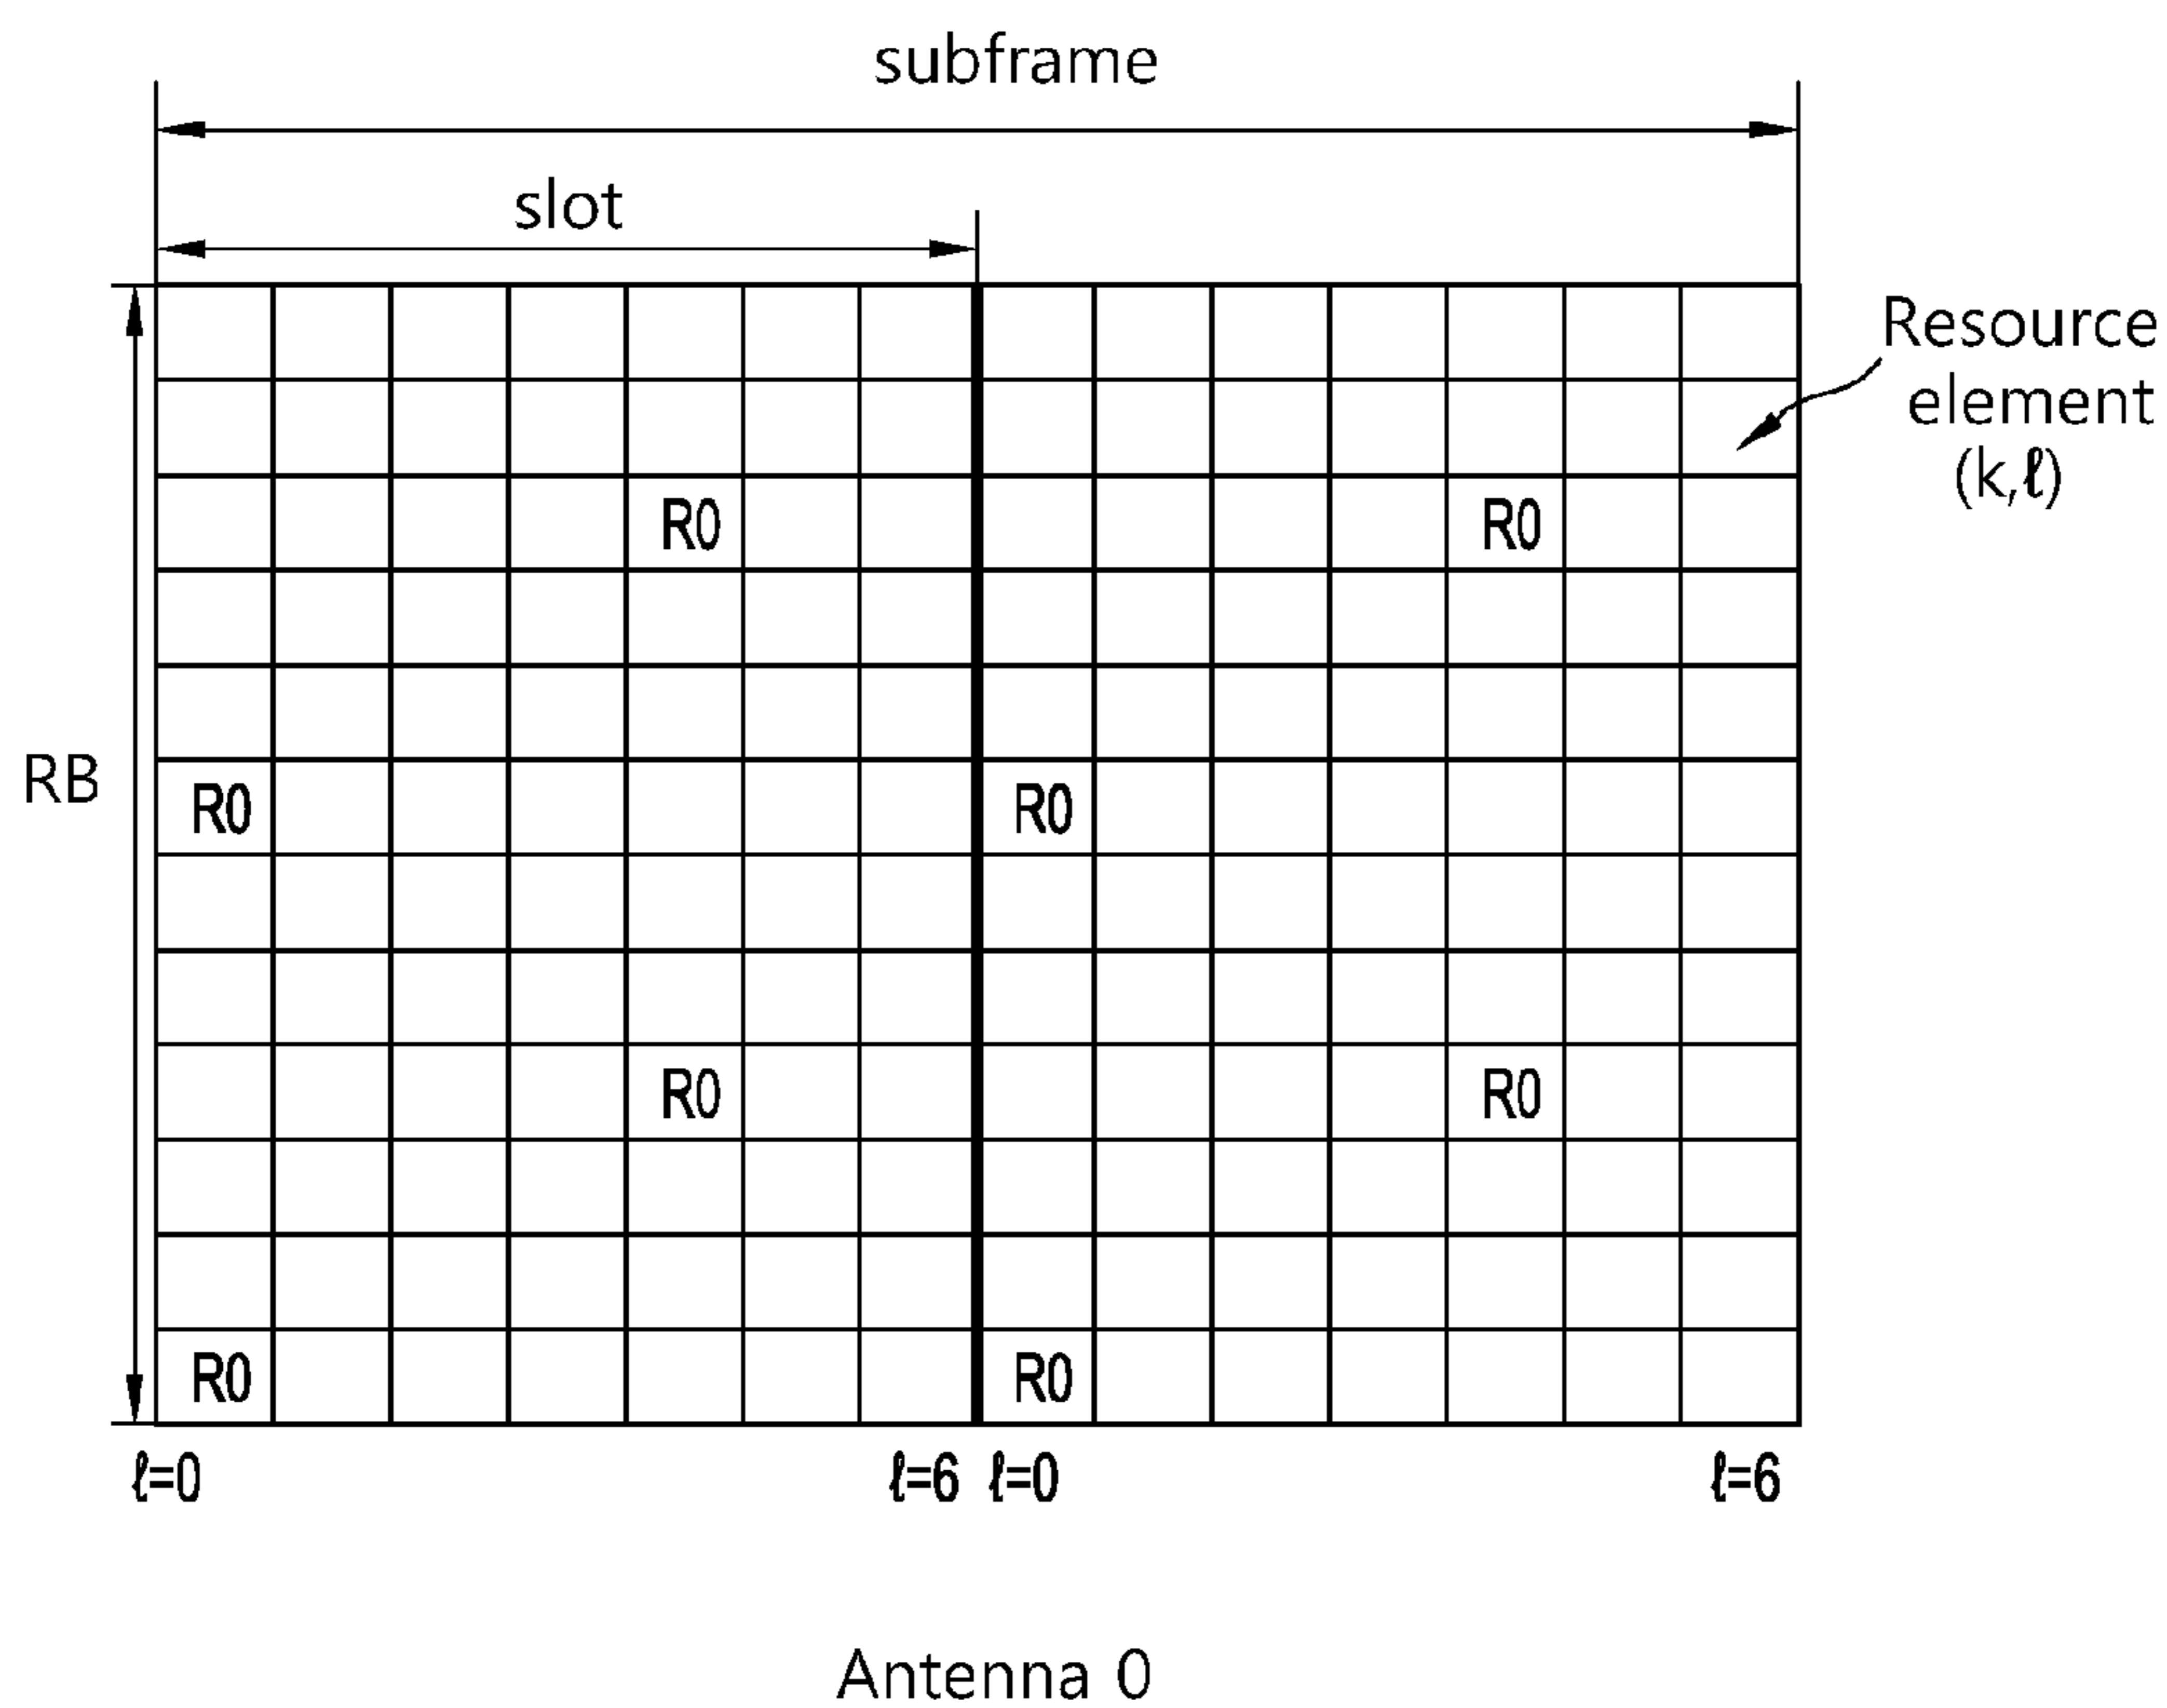 subframe
slot
Resource
element
(k,ℓ)
R0 R0
RB
R0 R0
R0 R0
R0 R0
ℓ=0 ℓ=6 ℓ=0 ℓ=6
Antenna 0